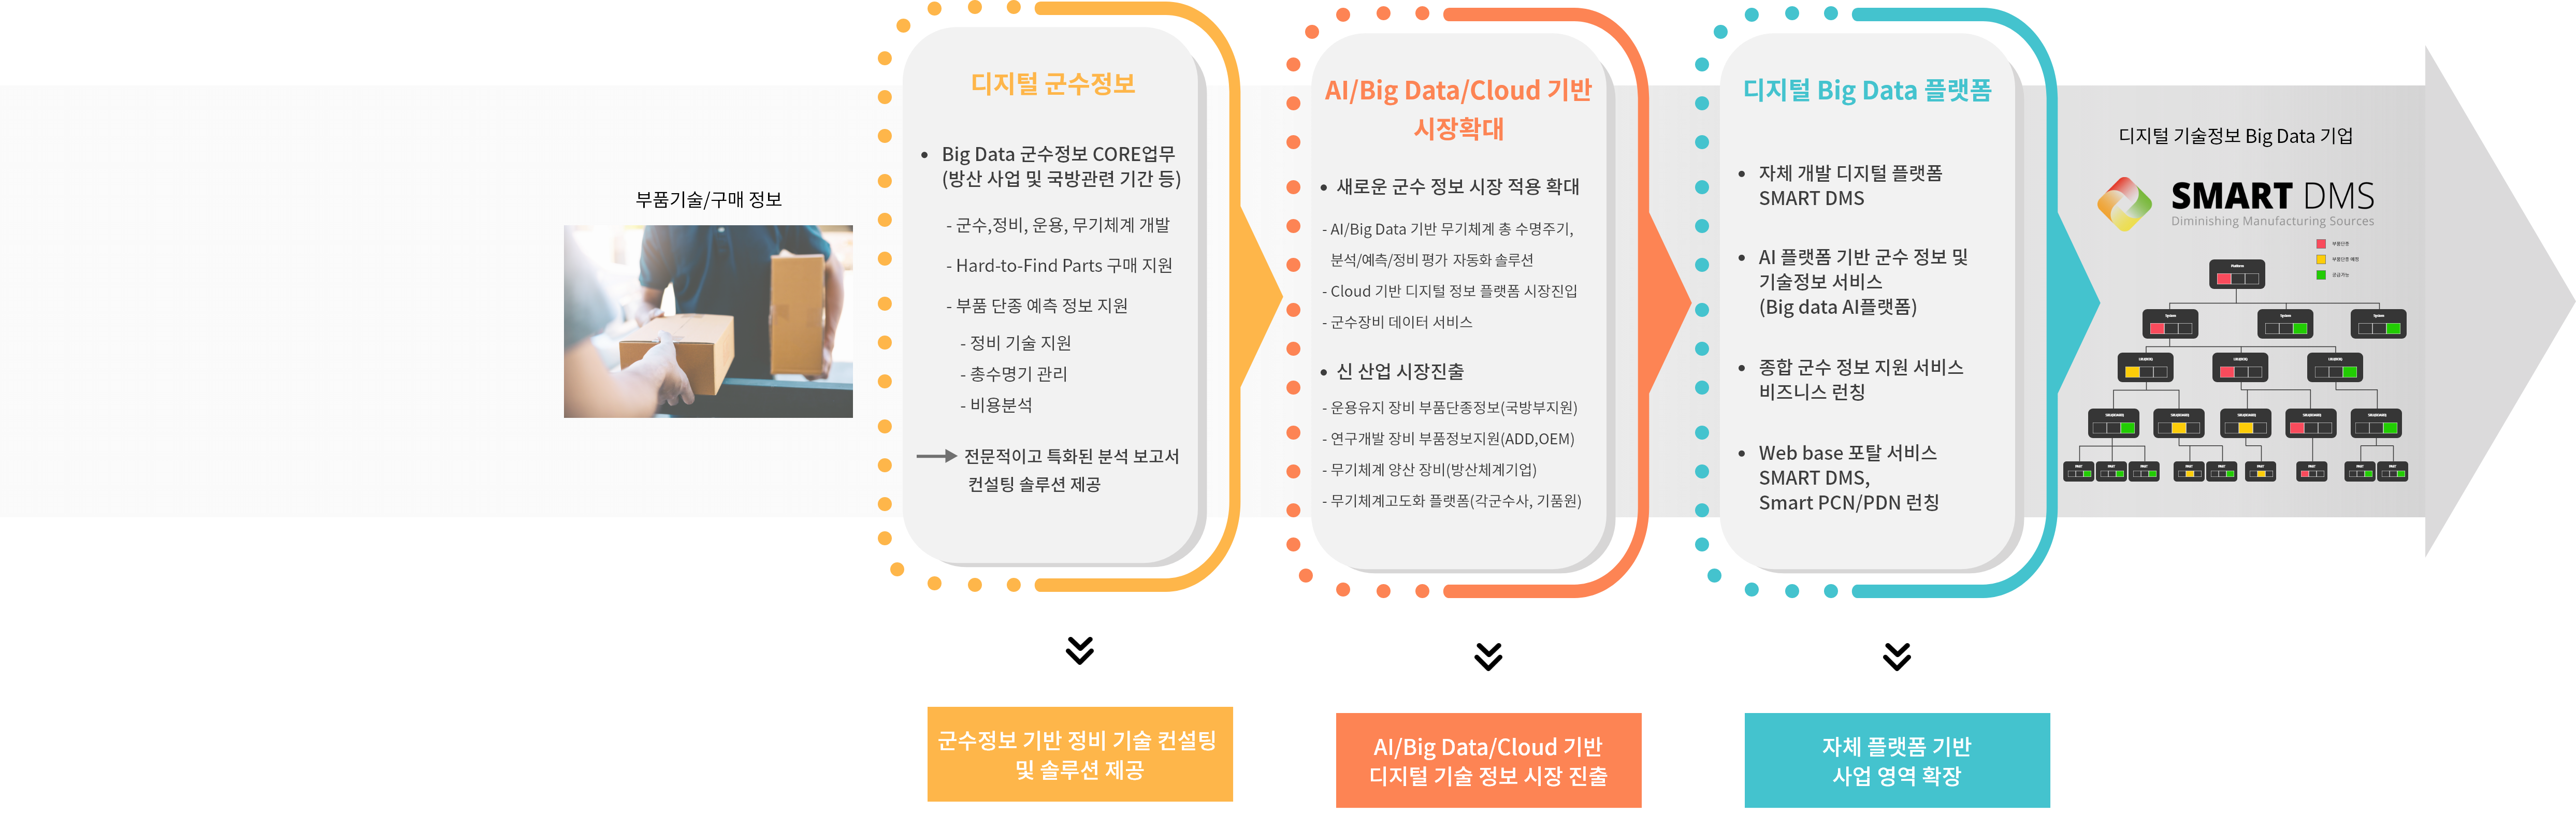 부품기술/구매 정보
디지털 군수정보
• Big Data 군수정보 CORE업무
(방산 사업 및 국방관련 기간 등)
- 군수,정비, 운용, 무기체계 개발
- Hard-to-Find Parts 구매 지원
- 부품 단종 예측 정보 지원
- 정비 기술 지원
- 총수명기 관리
- 비용분석
전문적이고 특화된 분석 보고서
컨설팅 솔루션 제공
군수정보 기반 정비 기술 컨설팅
및 솔루션 제공
AI/Big Data/Cloud 기반
시장확대
• 새로운 군수 정보 시장 적용 확대
- AI/Big Data 기반 무기체계 총 수명주기,
분석/예측/정비 평가 자동화 솔루션
- Cloud 기반 디지털 정보 플랫폼 시장진입
- 군수장비 데이터 서비스
• 신 산업 시장진출
- 운용유지 장비 부품단종정보(국방부지원)
- 연구개발 장비 부품정보지원(ADD,OEM)
- 무기체계 양산 장비(방산체계기업)
- 무기체계고도화 플랫폼(각군수사, 기품원)
AI/Big Data/Cloud 기반
디지털 기술 정보 시장 진출
디지털 Big Data 플랫폼
• 자체 개발 디지털 플랫폼
SMART DMS
• AI 플랫폼 기반 군수 정보 및
기술정보 서비스
(Big data AI플랫폼)
• 종합 군수 정보 지원 서비스
비즈니스 런칭
• Web base 포탈 서비스
SMART DMS,
Smart PCN/PDN 런칭
자체 플랫폼 기반
사업 영역 확장
디지털 기술정보 Big Data 기업
SMART DMS
Diminishing Manufacturing Sources
부품단종
공급가능
Platform
System System System